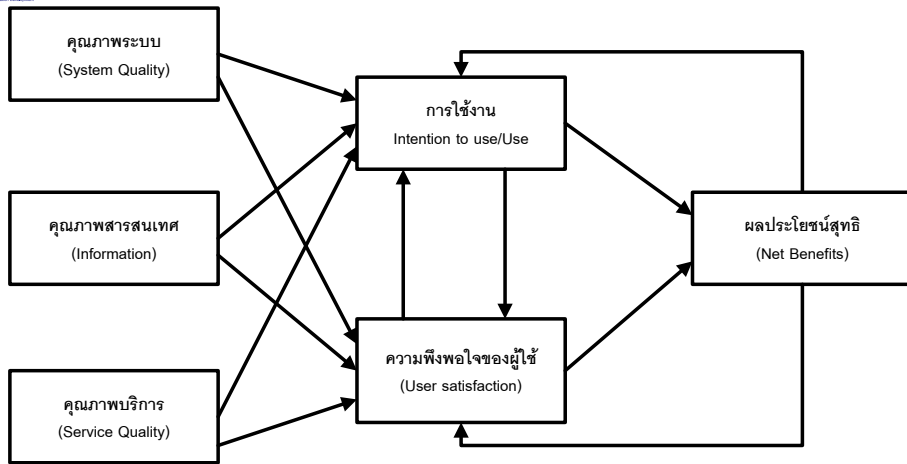 คุณภาพระบบ
(System Quality)
การใช้งาน
Intention to use/Use
คุณภาพสารสนเทศ
(Information)
ผลประโยชน์สุทธิ
(Net Benefits)
ความพึงพอใจของผู้ใช้
(User satisfaction)
คุณภาพบริการ
(Service Quality)